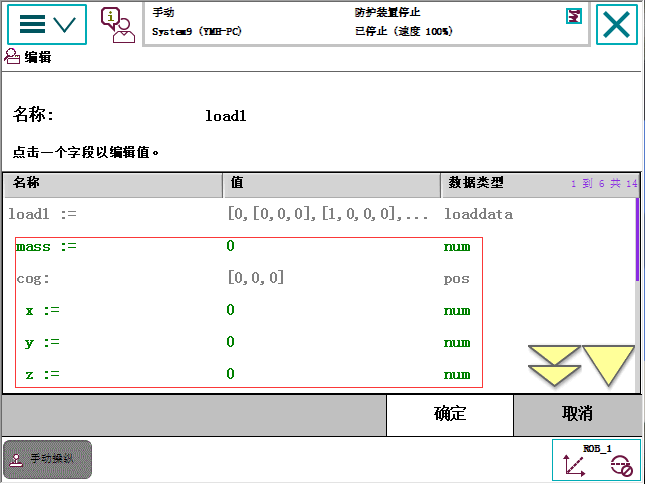 手动
System9 (YMH-PC)
防护装置停止
已停止 (速度 100%)
编辑
名称: load1
点击一个字段以编辑值。
名称 值 数据类型 1 到 6 共 14
load1 := [0,[0,0,0],[1,0,0,0],... loaddata
mass := 0 num
cog: [0,0,0] pos
x := 0 num
y := 0 num
z := 0 num
确定 取消
手动操纵
ROB_1